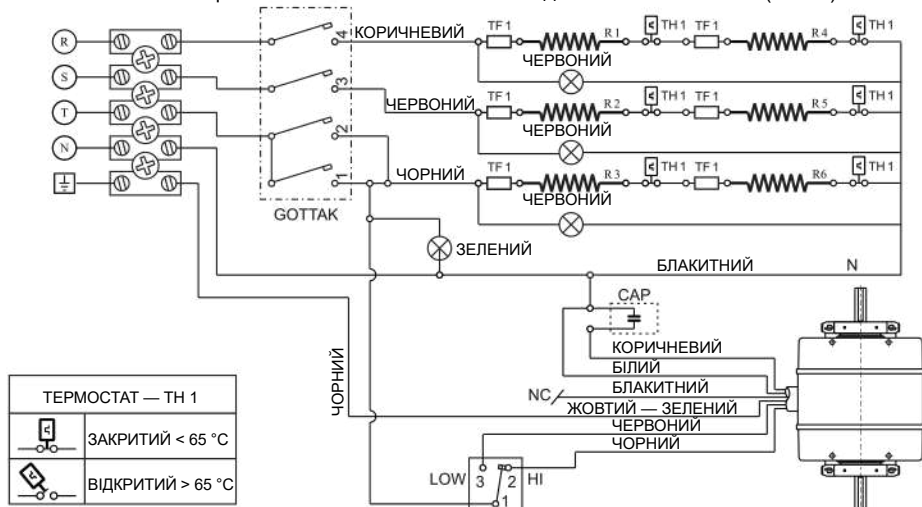 КОРИЧНЕВИЙ TF 1 R1 TH 1 TF 1 R4 TH 1
R 4
ЧЕРВОНИЙ
S 3
ЧЕРВОНИЙ TF 1 R2 TH 1 TF 1 R5 TH 1
T ЧЕРВОНИЙ
2
N
1 ЧОРНИЙ TF 1 R3 TH 1 TF 1 R6 TH 1
ЧЕРВОНИЙ
GOTTAK
ЗЕЛЕНИЙ
БЛАКИТНИЙ N
CAP
КОРИЧНЕВИЙ
БІЛИЙ
NC БЛАКИТНИЙ
ЖОВТИЙ — ЗЕЛЕНИЙ
ЧЕРВОНИЙ
ЧОРНИЙ
ЧОРНИЙ
LOW 3 2 HI
1
ТЕРМОСТАТ — TH 1
ЗАКРИТИЙ < 65 °C
ВІДКРИТИЙ > 65 °C